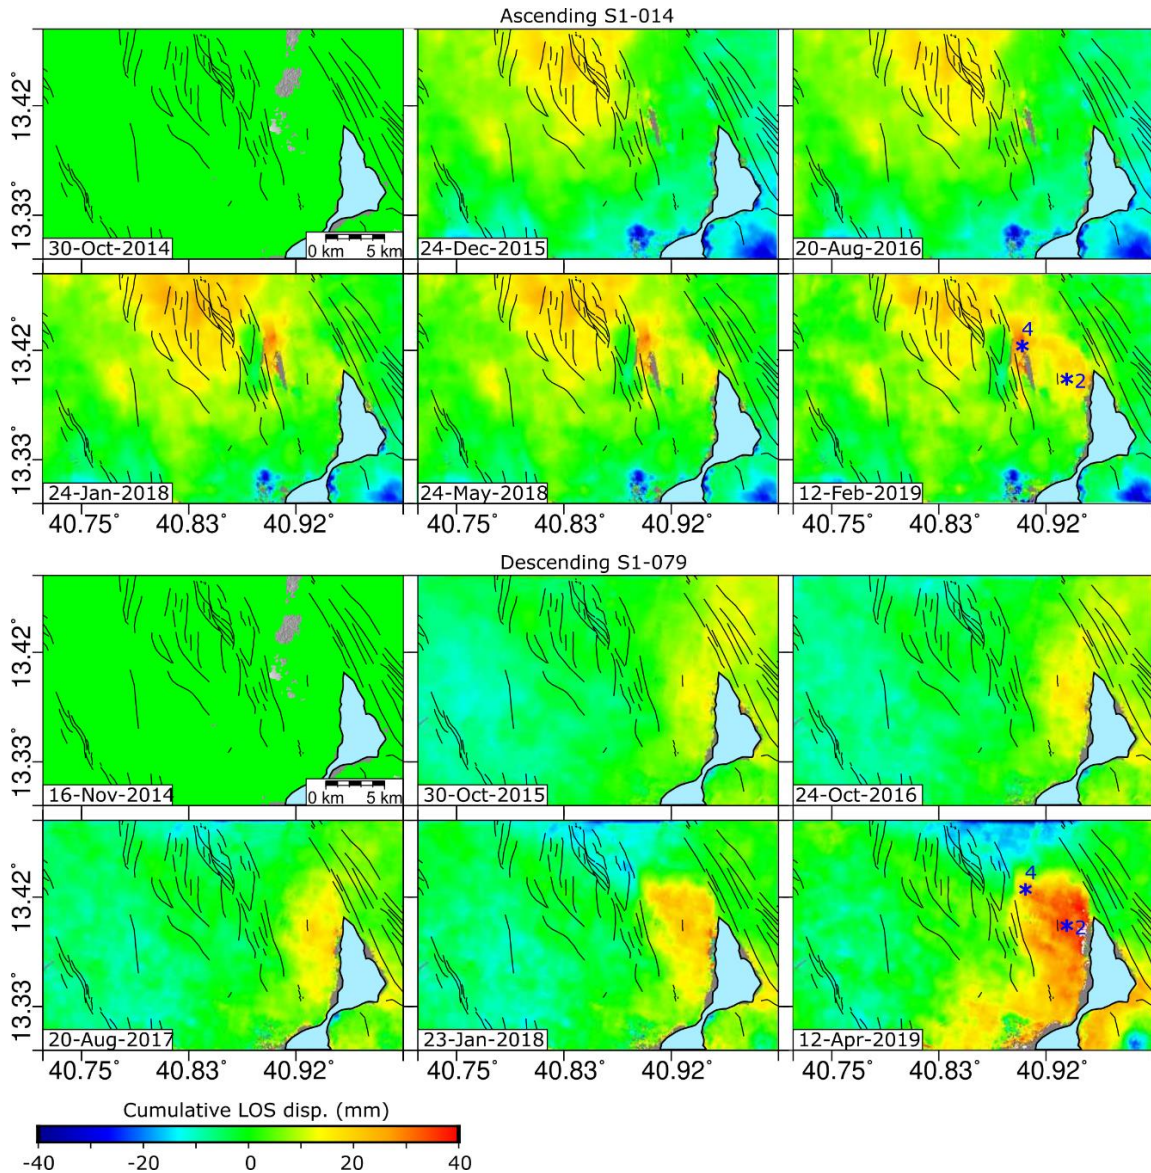 Ascending S1-014
13.42°
13.33°
30-Oct-2014
0 km 5 km
24-Dec-2015
20-Aug-2016
13.42°
13.33°
24-Jan-2018
24-May-2018
4
2
12-Feb-2019
40.75° 40.83° 40.92° 40.75° 40.83° 40.92° 40.75° 40.83° 40.92°
Descending S1-079
13.42°
13.33°
16-Nov-2014
0 km 5 km
30-Oct-2015
24-Oct-2016
13.42°
13.33°
20-Aug-2017
23-Jan-2018
4
2
12-Apr-2019
40.75° 40.83° 40.92° 40.75° 40.83° 40.92° 40.75° 40.83° 40.92°
Cumulative LOS disp. (mm)
-40 -20 0 20 40